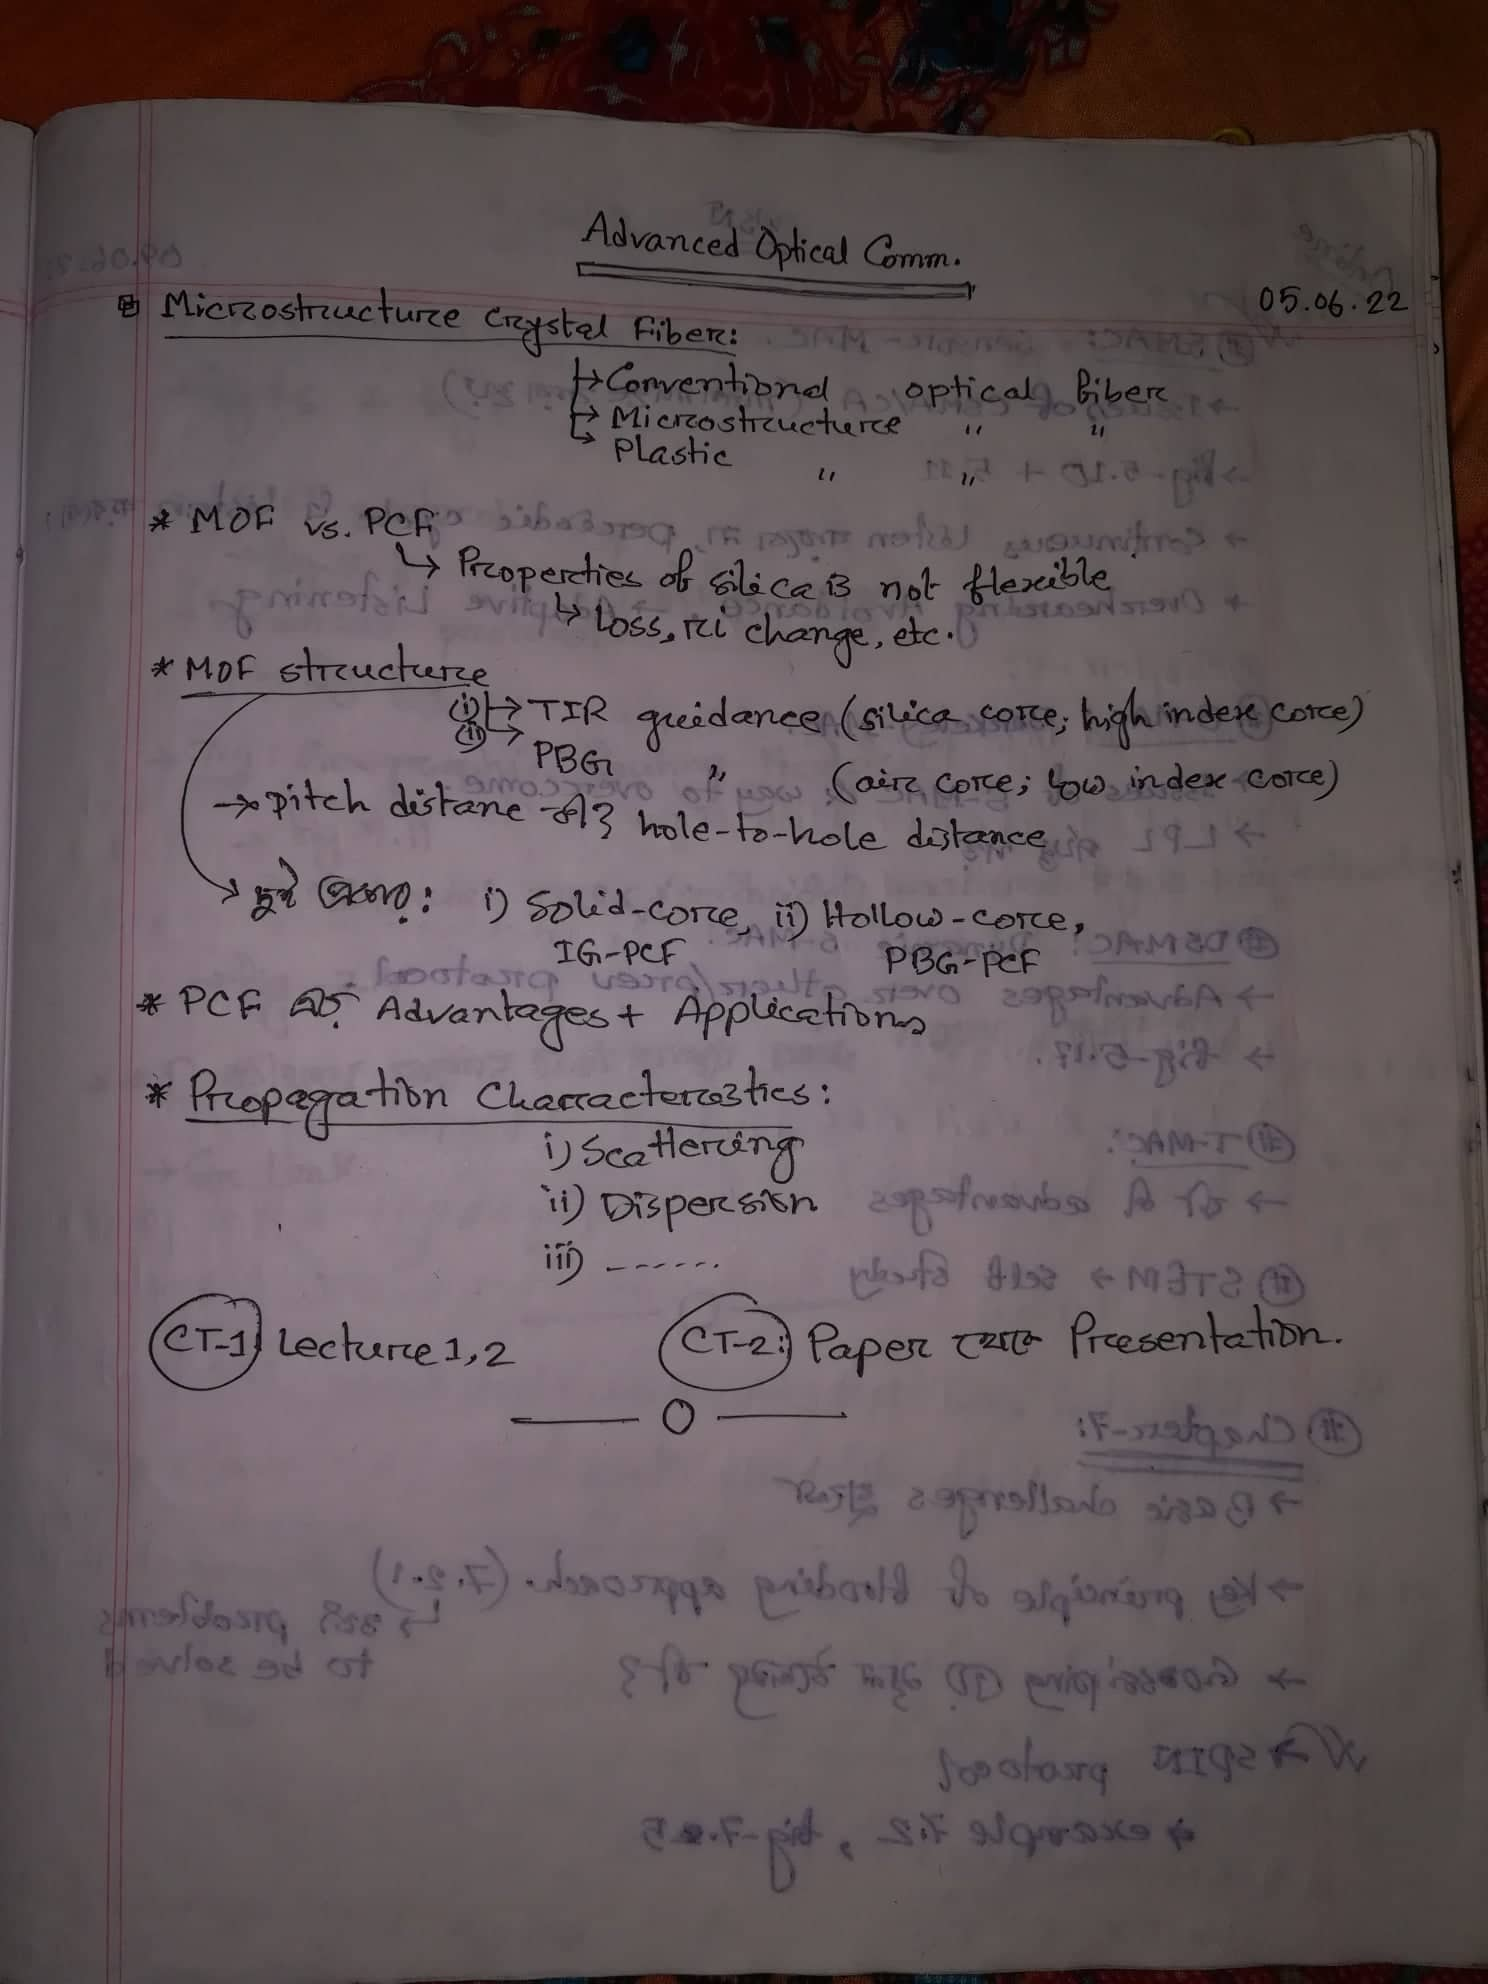 Advanced Optical Comm.
05.06.22
Microstructure Crystal Fiber:
→ Conventional optical fiber
→ Microstructure " "
→ Plastic " "
* MOF vs. PCF
↳ Properties of silica is not flexible
↳ Loss, ri change, etc.
* MOF structure
(i) → TIR guidance (silica core; high index core)
(ii) → PBG " (air core; low index core)
→ pitch distane কী? hole-to-hole distance
→ দুই প্রকার: i) Solid-core, ii) Hollow-core,
IG-PCF PBG-PCF
* PCF এর Advantages + Applications
* Propagation Characterostics:
i) Scattering
ii) Dispersion
iii) ------
CT-1: Lecture 1, 2 CT-2: Paper থেকে Presentation.